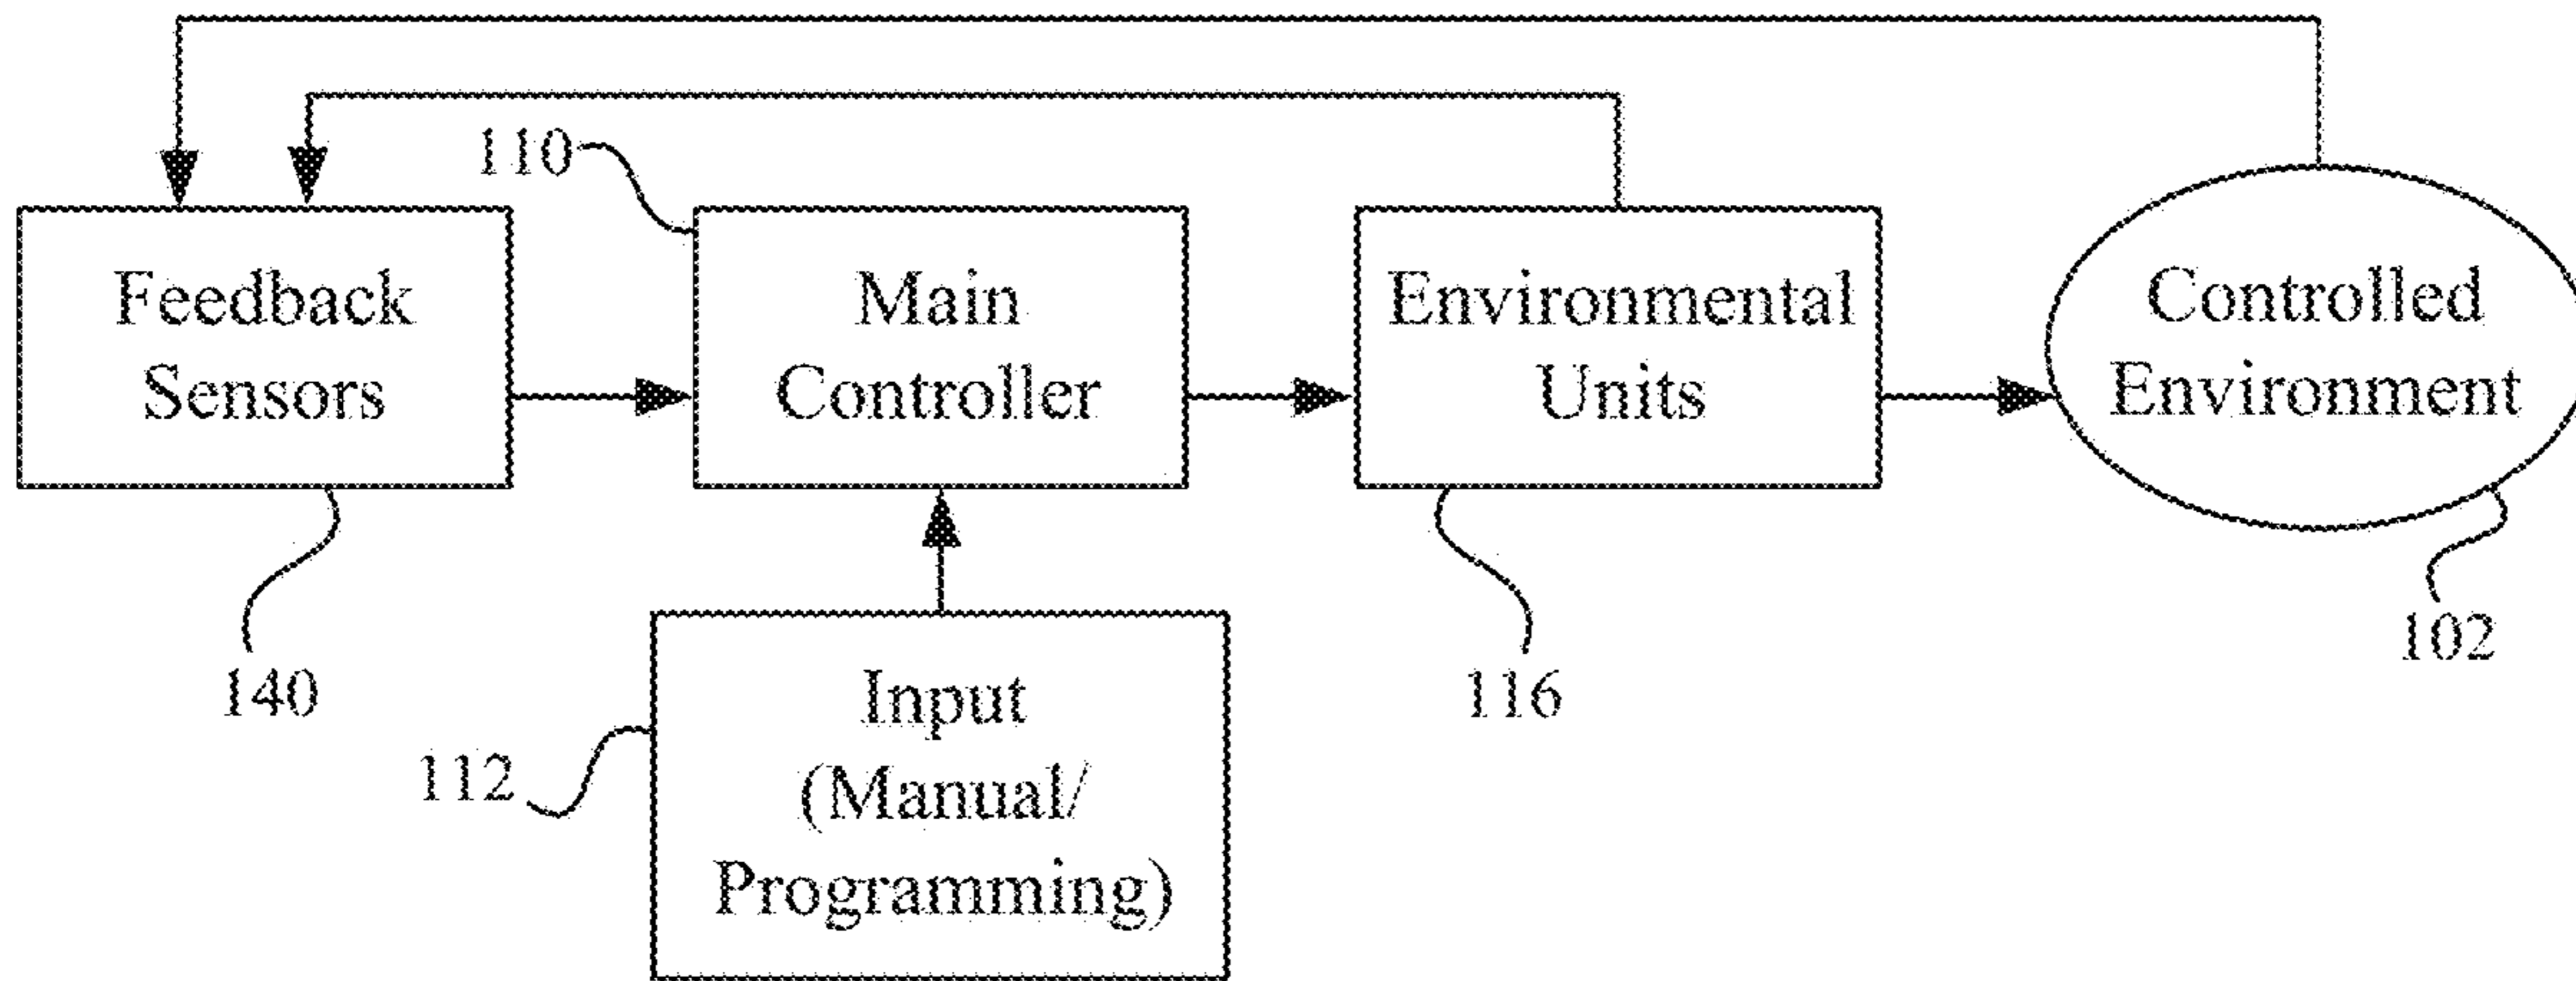 110
Feedback
Sensors
Main
Controller
Environmental
Units
Controlled
Environment
140
112
Input
(Manual/
Programming)
116
102